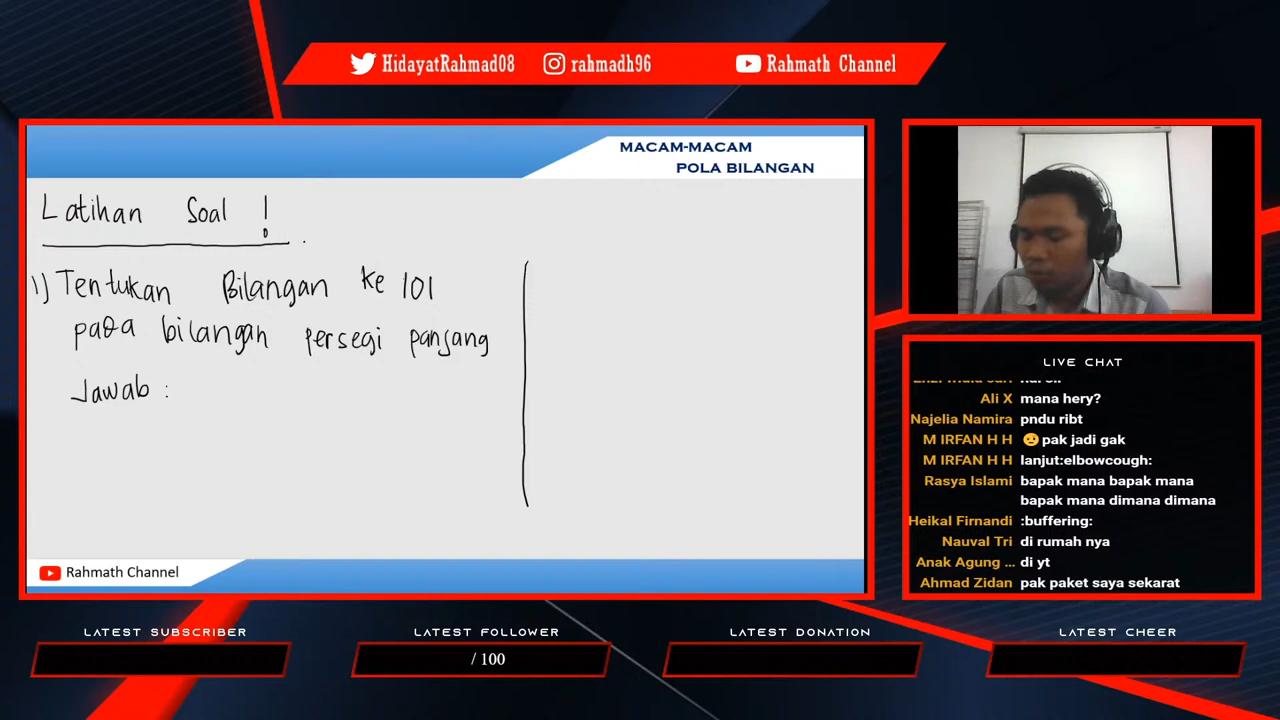 HidayatRahmad08
rahmadh96
Rahmath Channel
MACAM-MACAM
POLA BILANGAN
Latihan Soal !
1) Tentukan Bilangan ke 101
pada bilangan persegi panjang
Jawab :
Rahmath Channel
LIVE CHAT
Ali X mana hery?
Najelia Namira pndu ribt
M IRFAN H H 😥pak jadi gak
M IRFAN H H lanjut:elbowcough:
Rasya Islami bapak mana bapak mana
bapak mana dimana dimana
Heikal Firnandi :buffering:
Nauval Tri di rumah nya
Anak Agung ... di yt
Ahmad Zidan pak paket saya sekarat
LATEST SUBSCRIBER
LATEST FOLLOWER
LATEST DONATION
LATEST CHEER
/ 100